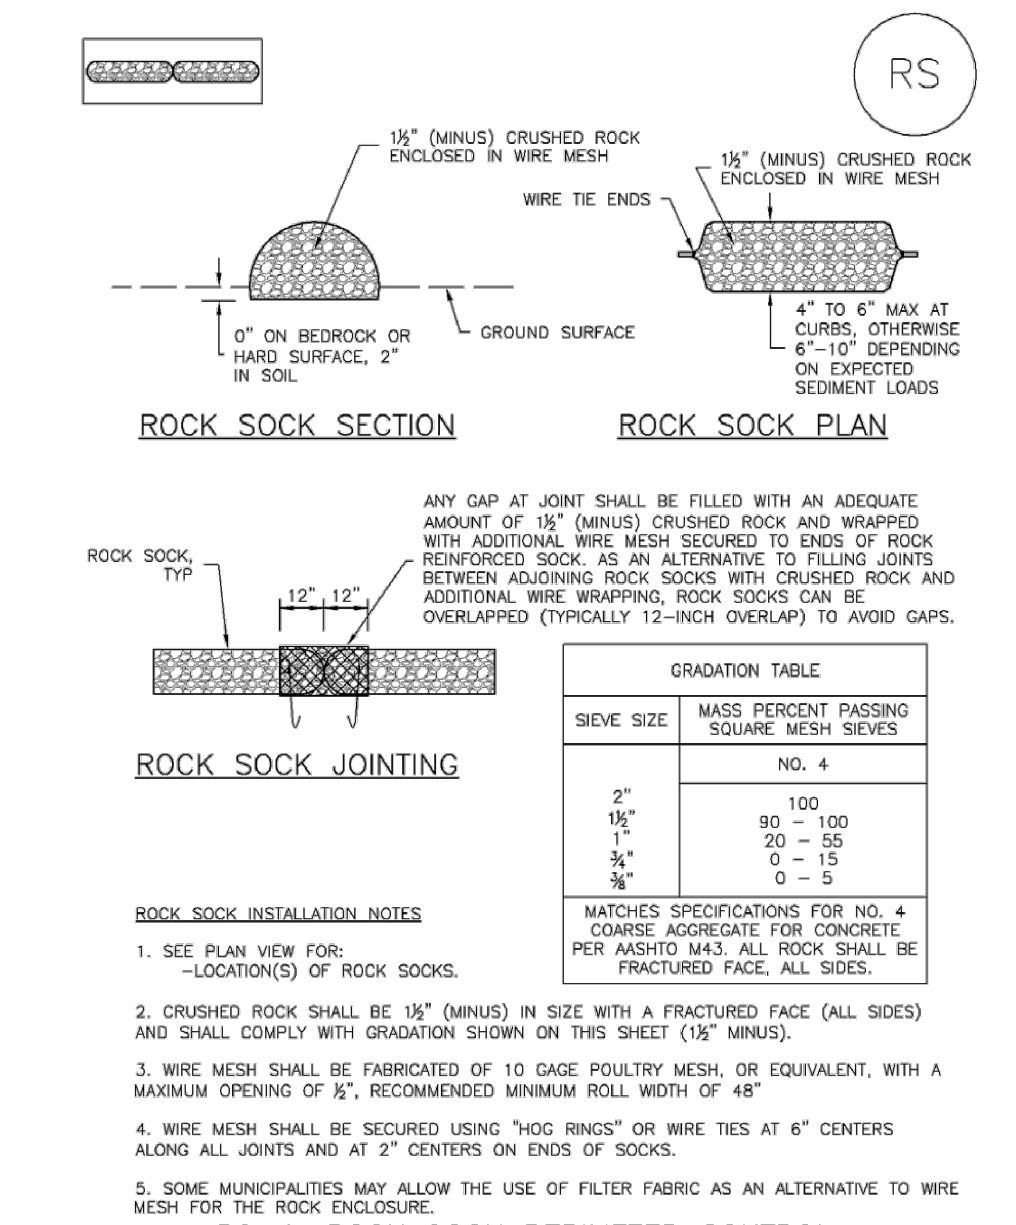 RS
1½" (MINUS) CRUSHED ROCK
ENCLOSED IN WIRE MESH
1½" (MINUS) CRUSHED ROCK
ENCLOSED IN WIRE MESH
WIRE TIE ENDS
GROUND SURFACE
0" ON BEDROCK OR
HARD SURFACE, 2"
IN SOIL
4" TO 6" MAX AT
CURBS, OTHERWISE
6"-10" DEPENDING
ON EXPECTED
SEDIMENT LOADS
ROCK SOCK SECTION
ROCK SOCK PLAN
ANY GAP AT JOINT SHALL BE FILLED WITH AN ADEQUATE
AMOUNT OF 1½" (MINUS) CRUSHED ROCK AND WRAPPED
WITH ADDITIONAL WIRE MESH SECURED TO ENDS OF ROCK
REINFORCED SOCK. AS AN ALTERNATIVE TO FILLING JOINTS
BETWEEN ADJOINING ROCK SOCKS WITH CRUSHED ROCK AND
ADDITIONAL WIRE WRAPPING, ROCK SOCKS CAN BE
OVERLAPPED (TYPICALLY 12-INCH OVERLAP) TO AVOID GAPS.
ROCK SOCK,
TYP
12" 12"
ROCK SOCK JOINTING
GRADATION TABLE
SIEVE SIZE
MASS PERCENT PASSING
SQUARE MESH SIEVES
NO. 4
2" 100
1½" 90 - 100
1" 20 - 55
¾" 0 - 15
⅜" 0 - 5
MATCHES SPECIFICATIONS FOR NO. 4
COARSE AGGREGATE FOR CONCRETE
PER AASHTO M43. ALL ROCK SHALL BE
FRACTURED FACE, ALL SIDES.
ROCK SOCK INSTALLATION NOTES
1. SEE PLAN VIEW FOR:
-LOCATION(S) OF ROCK SOCKS.
2. CRUSHED ROCK SHALL BE 1½" (MINUS) IN SIZE WITH A FRACTURED FACE (ALL SIDES)
AND SHALL COMPLY WITH GRADATION SHOWN ON THIS SHEET (1½" MINUS).
3. WIRE MESH SHALL BE FABRICATED OF 10 GAGE POULTRY MESH, OR EQUIVALENT, WITH A
MAXIMUM OPENING OF ½", RECOMMENDED MINIMUM ROLL WIDTH OF 48"
4. WIRE MESH SHALL BE SECURED USING "HOG RINGS" OR WIRE TIES AT 6" CENTERS
ALONG ALL JOINTS AND AT 2" CENTERS ON ENDS OF SOCKS.
5. SOME MUNICIPALITIES MAY ALLOW THE USE OF FILTER FABRIC AS AN ALTERNATIVE TO WIRE
MESH FOR THE ROCK ENCLOSURE.